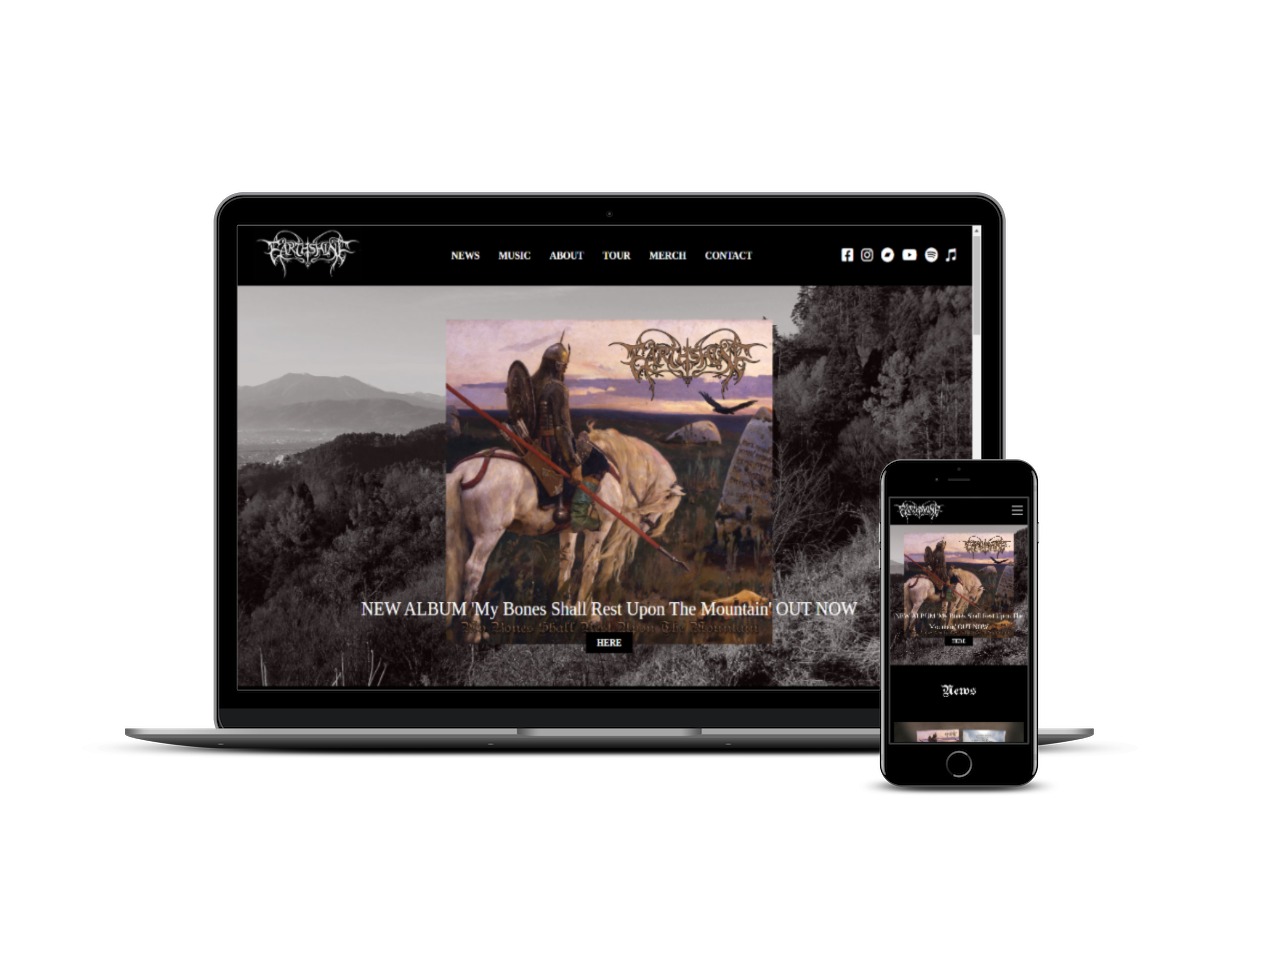 EARTHSHINE
NEWS MUSIC ABOUT TOUR MERCH CONTACT
EARTHSHINE
NEW ALBUM 'My Bones Shall Rest Upon The Mountain' OUT NOW
My Bones Shall Rest Upon The Mountain
HERE
EARTHSHINE
EARTHSHINE
NEW ALBUM 'My Bones Shall Rest Upon The
Mountain' OUT NOW
HERE
News